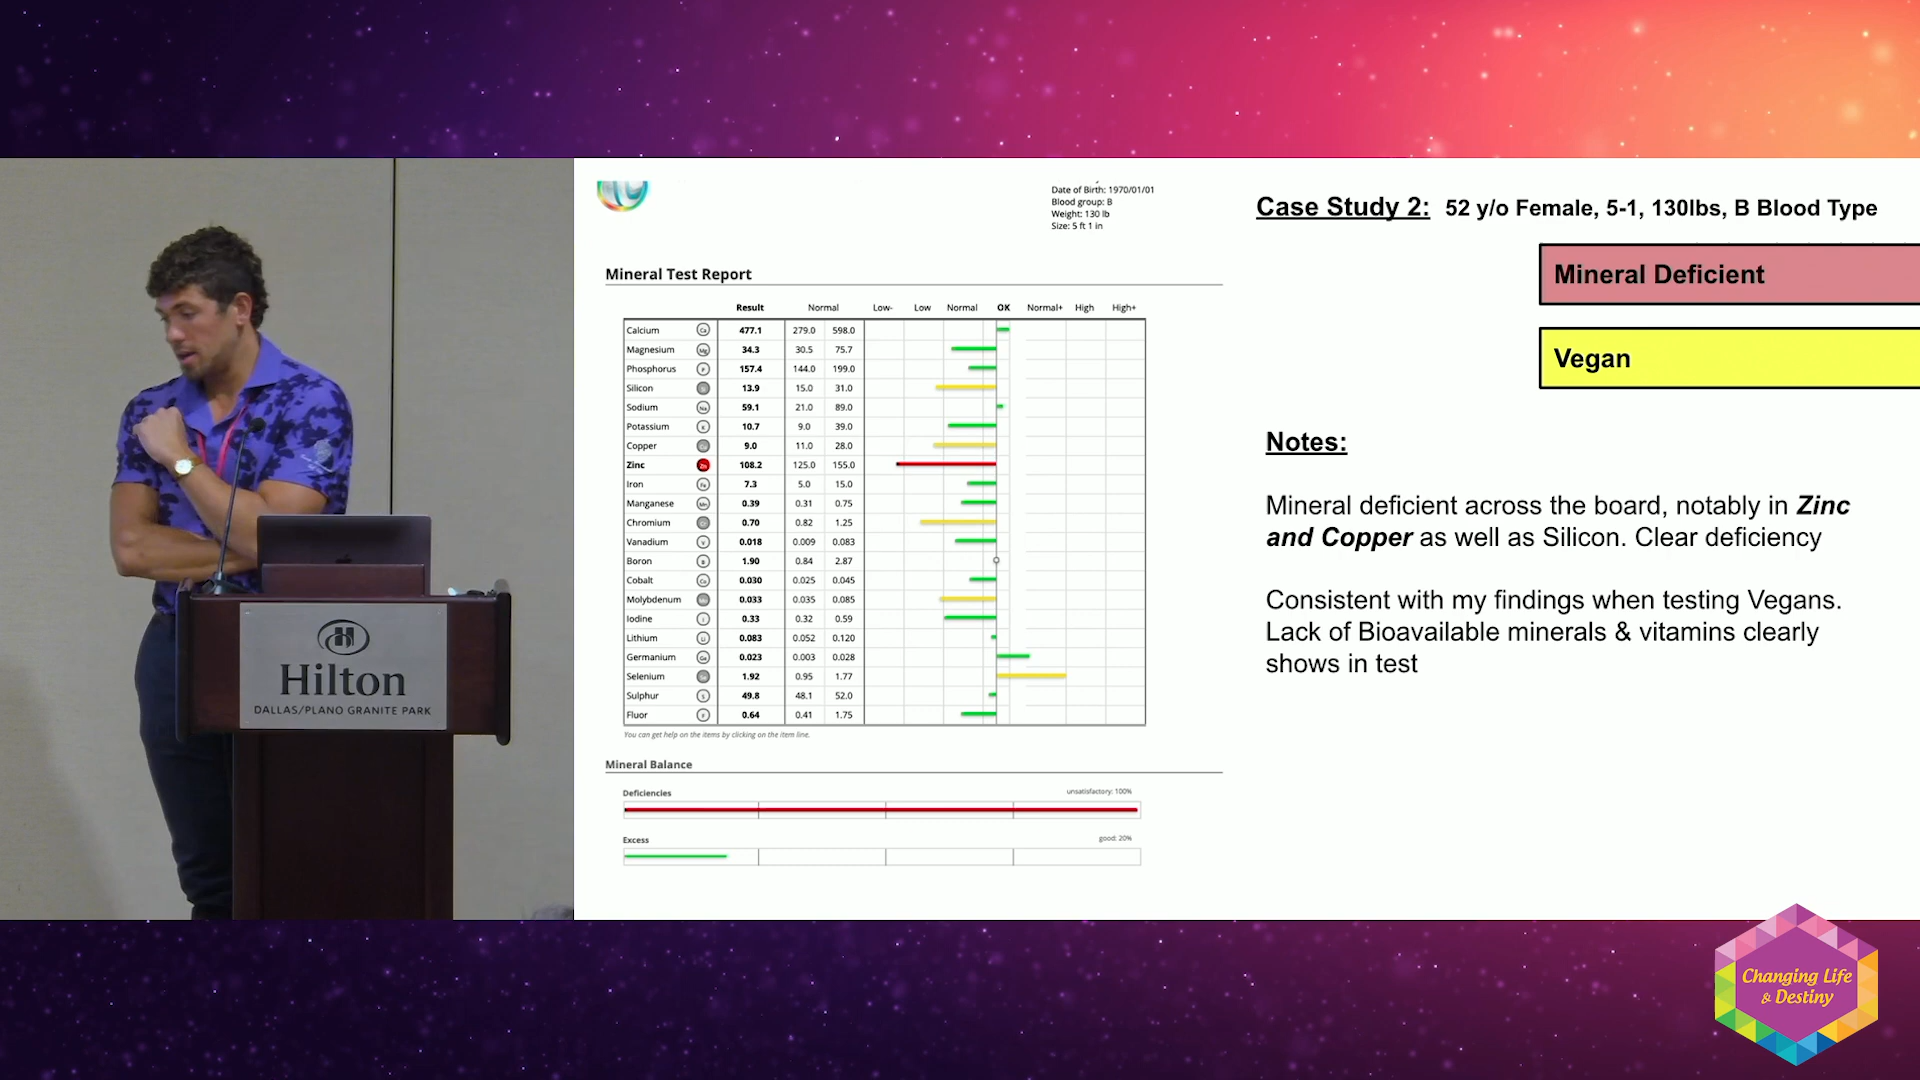 Date of Birth: 1970/01/01
Blood group: B
Weight: 130 lb
Size: 5 ft 1 in
Case Study 2: 52 y/o Female, 5-1, 130lbs, B Blood Type
Mineral Deficient
Vegan
Notes:
Mineral deficient across the board, notably in Zinc
and Copper as well as Silicon. Clear deficiency
Consistent with my findings when testing Vegans.
Lack of Bioavailable minerals & vitamins clearly
shows in test
Mineral Test Report
Result Normal Low- Low Normal OK Normal+ High High+
Calcium Ca 477.1 279.0 598.0
Magnesium Mg 34.3 30.5 75.7
Phosphorus P 157.4 144.0 199.0
Silicon 13.9 15.0 31.0
Sodium Na 59.1 21.0 89.0
Potassium K 10.7 9.0 39.0
Copper 9.0 11.0 28.0
Zinc Zn 108.2 125.0 155.0
Iron Fe 7.3 5.0 15.0
Manganese Mn 0.39 0.31 0.75
Chromium 0.70 0.82 1.25
Vanadium V 0.018 0.009 0.083
Boron B 1.90 0.84 2.87
Cobalt Co 0.030 0.025 0.045
Molybdenum 0.033 0.035 0.085
Iodine I 0.33 0.32 0.59
Lithium Li 0.083 0.052 0.120
Germanium Ge 0.023 0.003 0.028
Selenium 1.92 0.95 1.77
Sulphur S 49.8 48.1 52.0
Fluor F 0.64 0.41 1.75
You can get help on the items by clicking on the item line.
Mineral Balance
Deficiencies unsatisfactory: 100%
Excess good: 20%
Hilton
DALLAS/PLANO GRANITE PARK
Changing Life
& Destiny